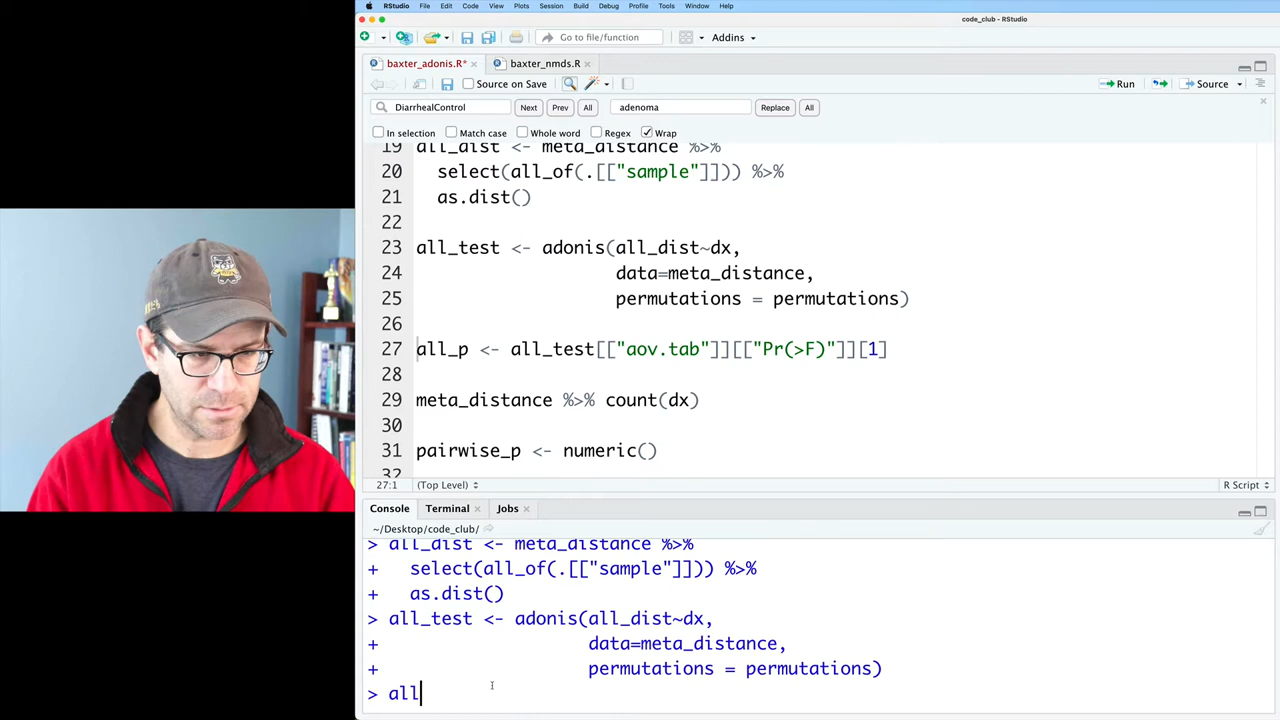 RStudio File Edit Code View Plots Session Build Debug Profile Tools Window Help
code_club - RStudio
Go to file/function Addins
baxter_adonis.R* baxter_nmds.R
Source on Save Run Source
DiarrhealControl Next Prev All adenoma Replace All
In selection Match case Whole word Regex Wrap
19 all_dist <- meta_distance %>%
20 select(all_of(.[["sample"]])) %>%
21 as.dist()
22
23 all_test <- adonis(all_dist~dx,
24 data=meta_distance,
25 permutations = permutations)
26
27 all_p <- all_test[["aov.tab"]][["Pr(>F)"]][1]
28
29 meta_distance %>% count(dx)
30
31 pairwise_p <- numeric()
32
27:1 (Top Level) R Script
Console Terminal Jobs
~/Desktop/code_club/
> all_dist <- meta_distance %>%
+ select(all_of(.[["sample"]])) %>%
+ as.dist()
> all_test <- adonis(all_dist~dx,
+ data=meta_distance,
+ permutations = permutations)
> all